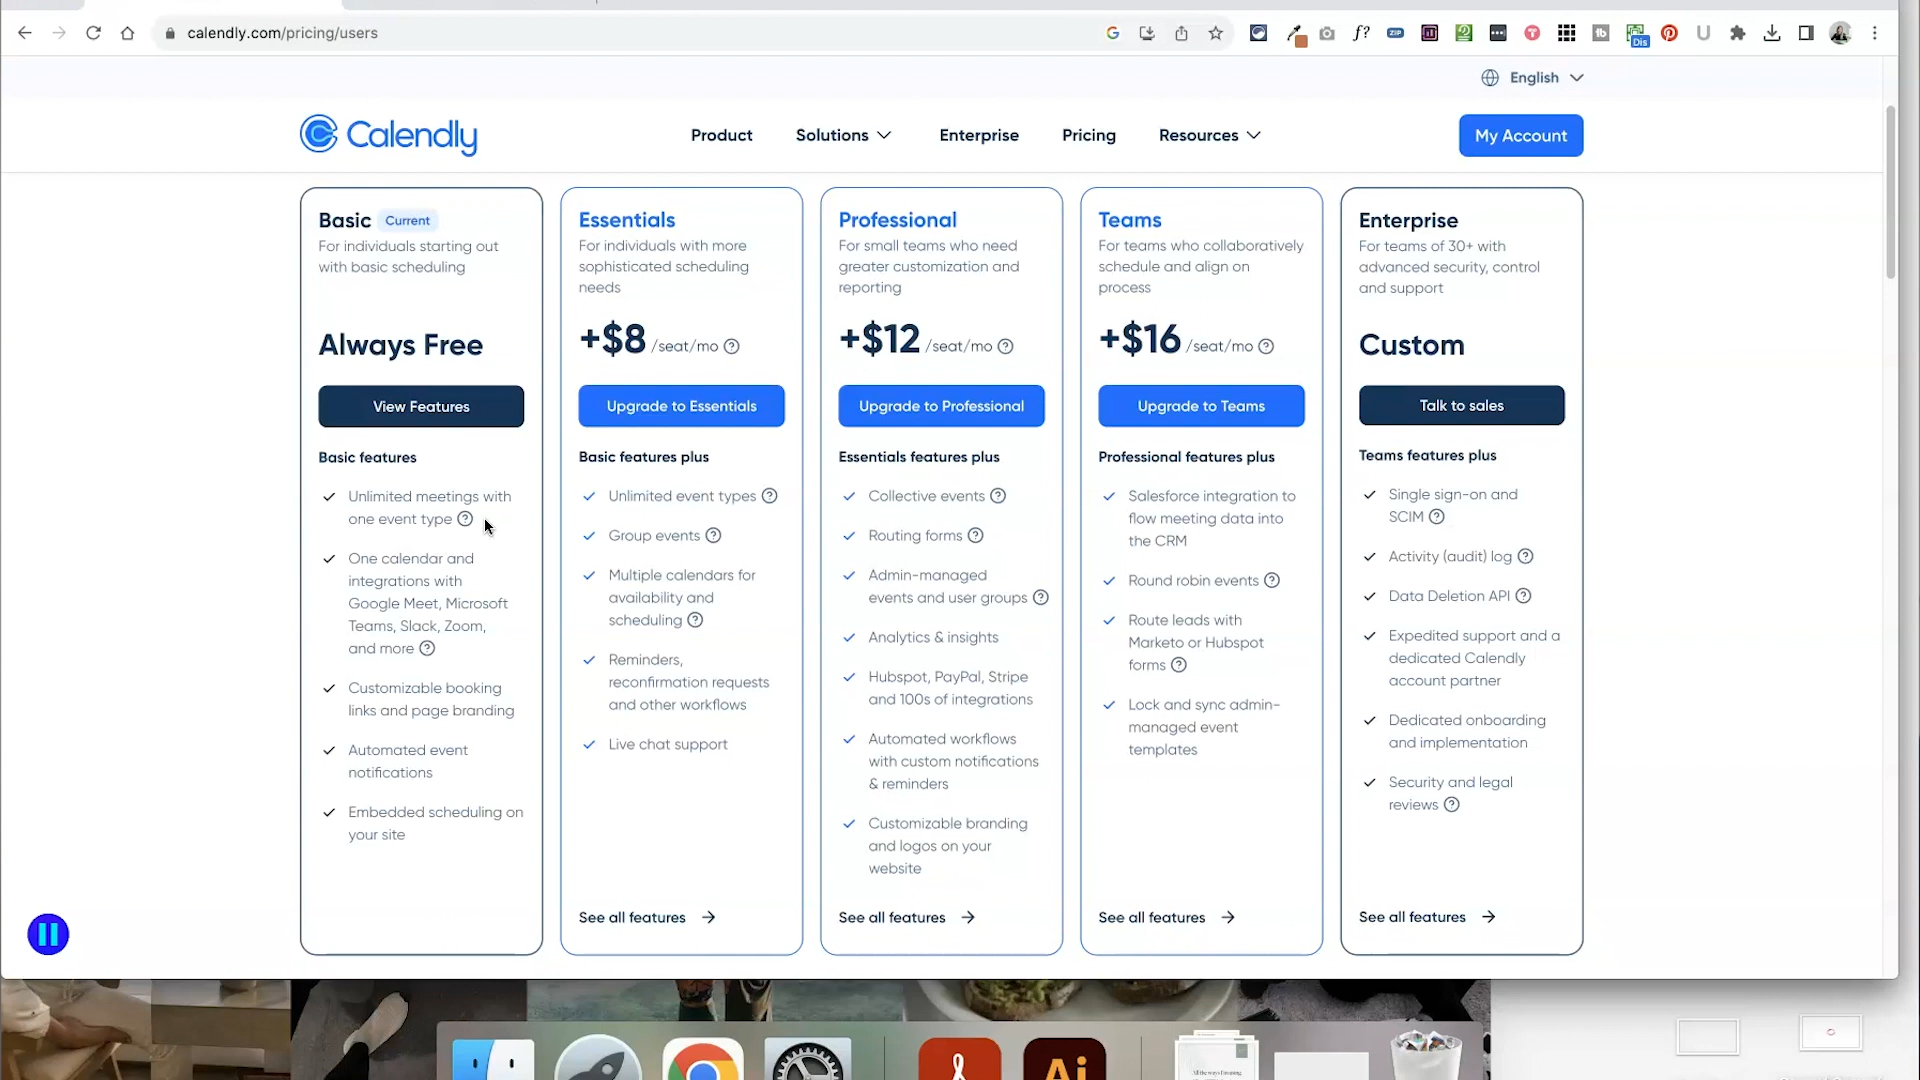 calendly.com/pricing/users
English
Calendly
Product
Solutions
Enterprise
Pricing
Resources
My Account
Basic Current
For individuals starting out
with basic scheduling
Always Free
View Features
Basic features
Unlimited meetings with
one event type
One calendar and
integrations with
Google Meet, Microsoft
Teams, Slack, Zoom,
and more
Customizable booking
links and page branding
Automated event
notifications
Embedded scheduling on
your site
Essentials
For individuals with more
sophisticated scheduling
needs
+$8 /seat/mo
Upgrade to Essentials
Basic features plus
Unlimited event types
Group events
Multiple calendars for
availability and
scheduling
Reminders,
reconfirmation requests
and other workflows
Live chat support
See all features
Professional
For small teams who need
greater customization and
reporting
+$12 /seat/mo
Upgrade to Professional
Essentials features plus
Collective events
Routing forms
Admin-managed
events and user groups
Analytics & insights
Hubspot, PayPal, Stripe
and 100s of integrations
Automated workflows
with custom notifications
& reminders
Customizable branding
and logos on your
website
See all features
Teams
For teams who collaboratively
schedule and align on
process
+$16 /seat/mo
Upgrade to Teams
Professional features plus
Salesforce integration to
flow meeting data into
the CRM
Round robin events
Route leads with
Marketo or Hubspot
forms
Lock and sync admin-
managed event
templates
See all features
Enterprise
For teams of 30+ with
advanced security, control
and support
Custom
Talk to sales
Teams features plus
Single sign-on and
SCIM
Activity (audit) log
Data Deletion API
Expedited support and a
dedicated Calendly
account partner
Dedicated onboarding
and implementation
Security and legal
reviews
See all features
f?
ZIP
Dis
Ai